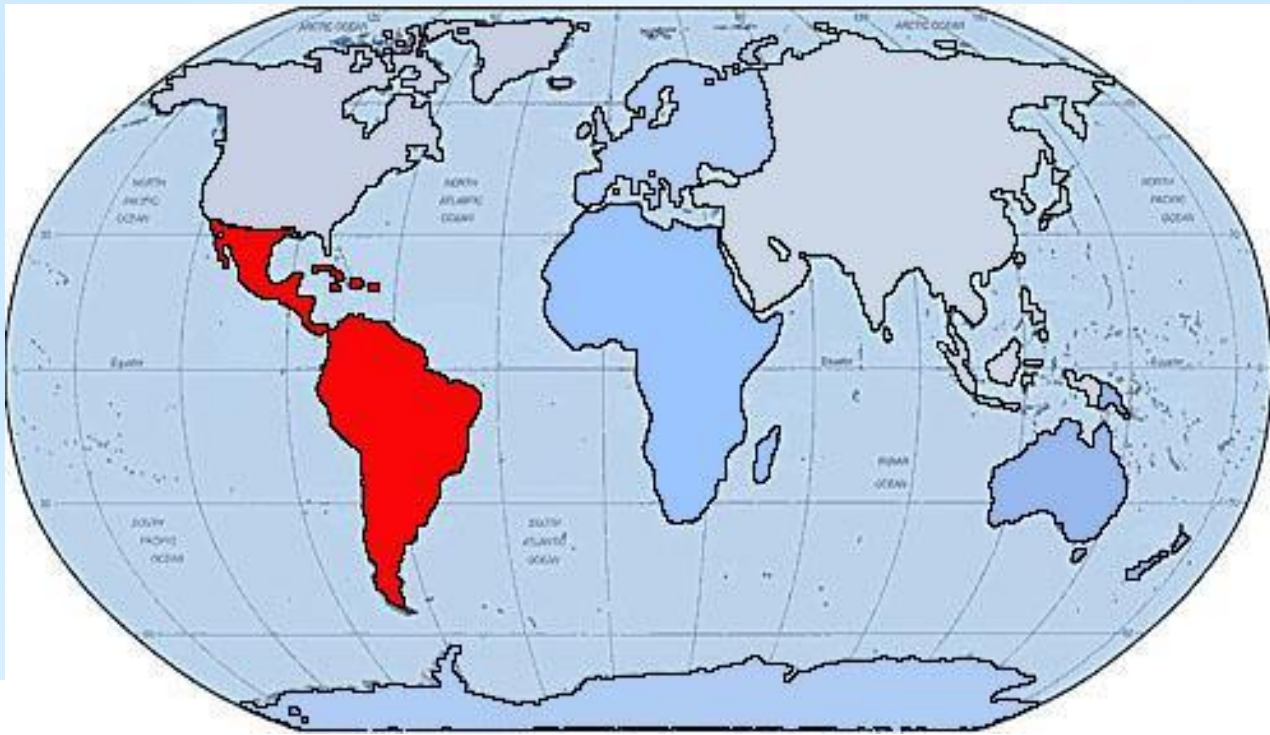 ARCTIC OCEAN
ARCTIC OCEAN
NORTH
PACIFIC
OCEAN
NORTH
ATLANTIC
OCEAN
NORTH
PACIFIC
OCEAN
Equator
Equator
Equator
INDIAN
OCEAN
SOUTH
PACIFIC
OCEAN
SOUTH
ATLANTIC
OCEAN